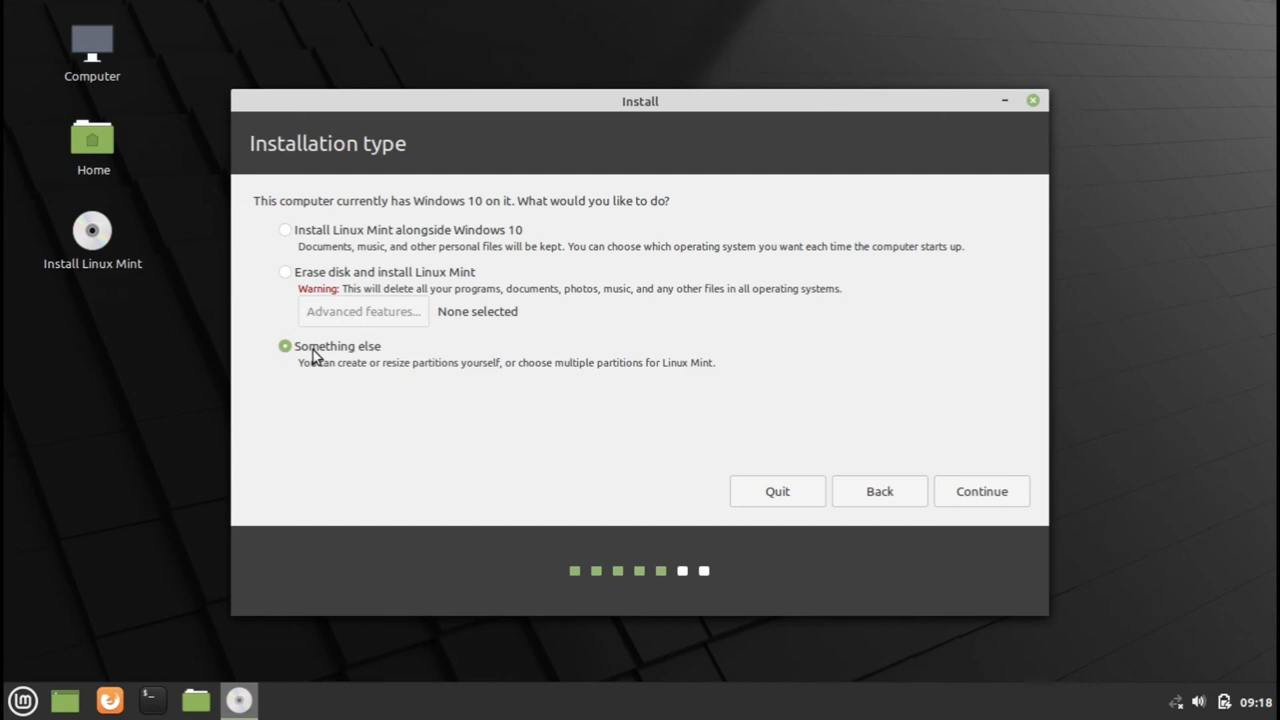 Computer
Home
Install Linux Mint
Install
Installation type
This computer currently has Windows 10 on it. What would you like to do?
Install Linux Mint alongside Windows 10
Documents, music, and other personal files will be kept. You can choose which operating system you want each time the computer starts up.
Erase disk and install Linux Mint
Warning: This will delete all your programs, documents, photos, music, and any other files in all operating systems.
Advanced features... None selected
Something else
You can create or resize partitions yourself, or choose multiple partitions for Linux Mint.
Quit Back Continue
09:18